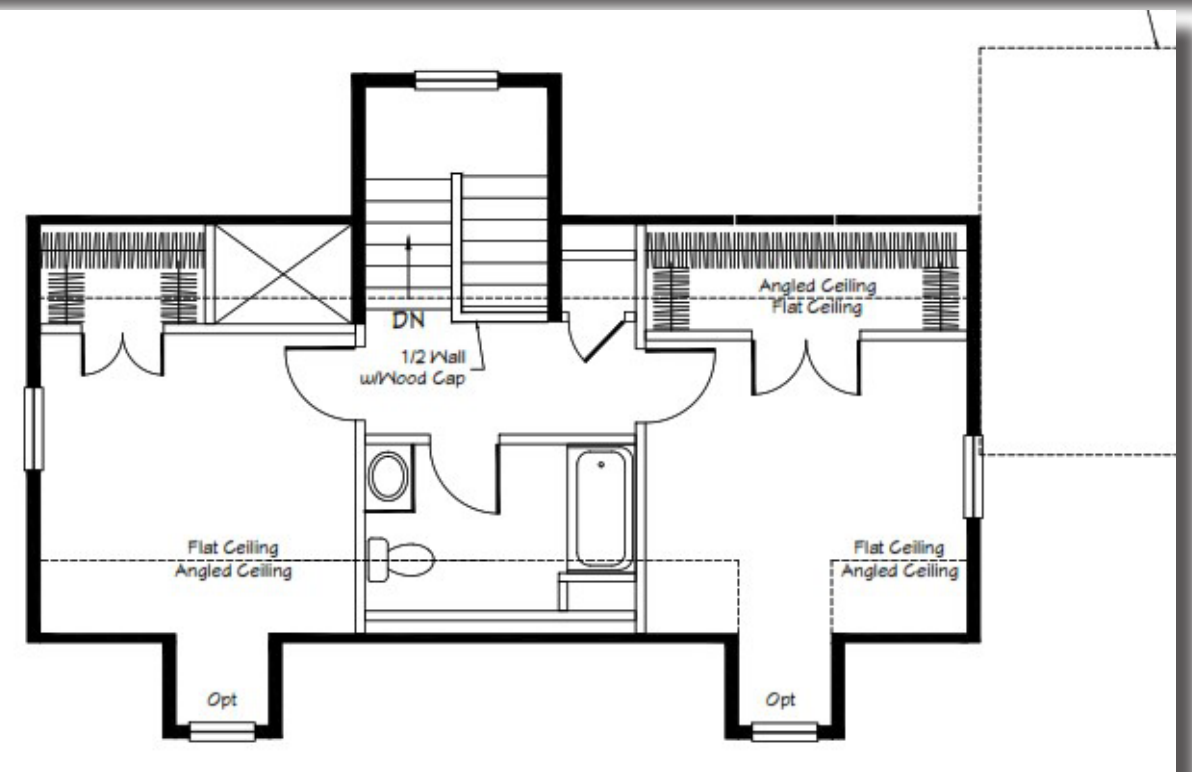 Angled Ceiling
Flat Ceiling
DN
1/2 Wall
w/Wood Cap
Flat Ceiling
Angled Ceiling
Flat Ceiling
Angled Ceiling
Opt
Opt